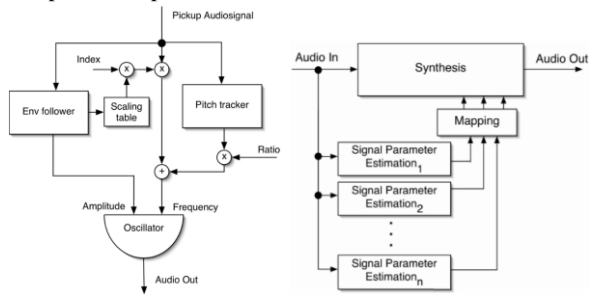 Pickup Audiosignal
Index
x
x
Env follower
Scaling
table
Pitch tracker
x
Ratio
+
Amplitude
Frequency
Oscillator
Audio Out
Audio In
Synthesis
Audio Out
Mapping
Signal Parameter
Estimation1
Signal Parameter
Estimation2
Signal Parameter
Estimationn